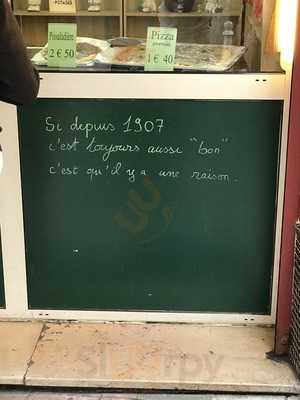 Pissaladière
2 € 50
Pizza
1 € 40
Si depuis 1907
c'est toujours aussi "bon"
c'est qu'il y a une raison.